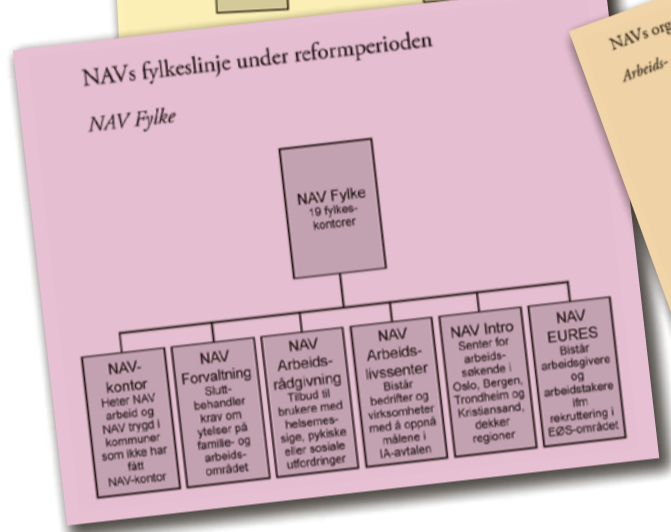 NAVs fylkeslinje under reformperioden
NAV Fylke
NAV Fylke
19 fylkes-
kontorer
NAV-
kontor
Heter NAV
arbeid og
NAV trygd i
kommuner
som ikke har
fått
NAV-kontor
NAV
Forvaltning
Slutt-
behandler
krav om
ytelser på
familie- og
arbeids-
området
NAV
Arbeids-
rådgivning
Tilbud til
brukere med
helsemes-
sige, pykiske
eller sosiale
utfordringer
NAV
Arbeids-
livssenter
Bistår
bedrifter og
virksomheter
med å oppnå
målene i
IA-avtalen
NAV Intro
Senter for
arbeids-
søkende i
Oslo, Bergen,
Trondheim og
Kristiansand,
dekker
regioner
NAV
EURES
Bistår
arbeidsgivere
og
arbeidstakere
ifm
rekruttering i
EØS-området
NAVs org
Arbeids-